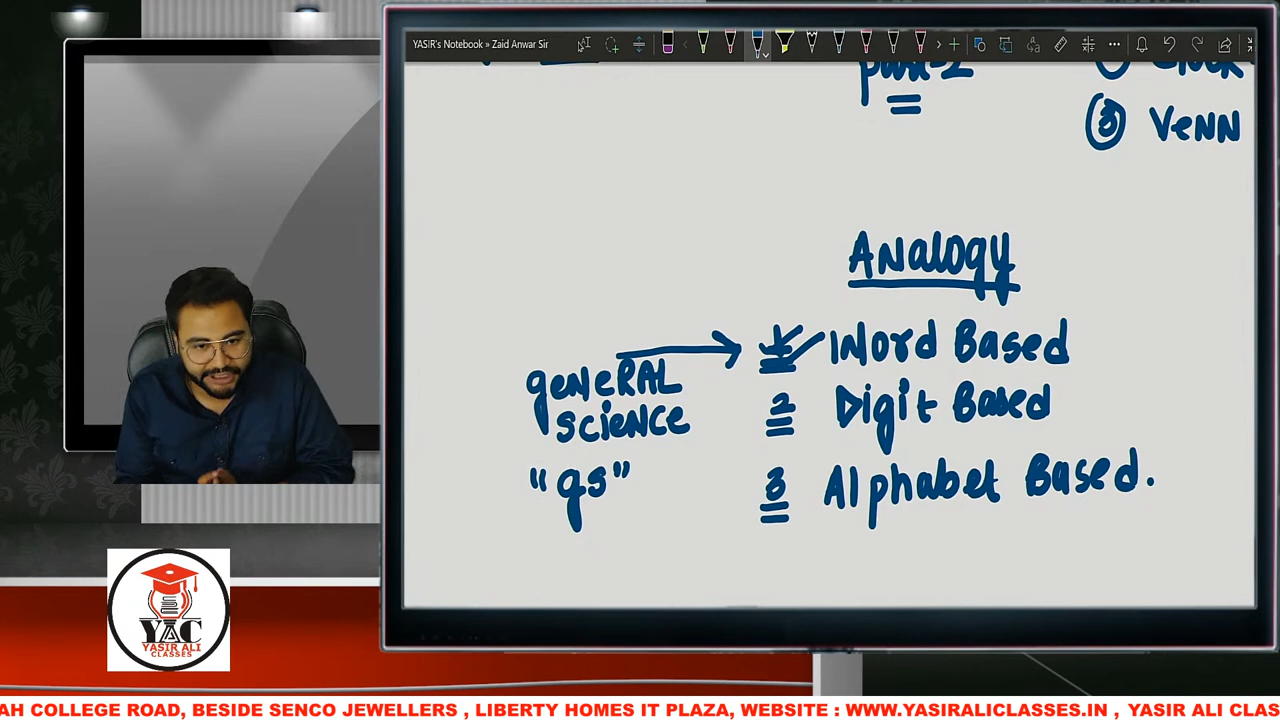 YASIR's Notebook » Zaid Anwar Sir
part-2
③ VENN
Analogy
1 Word Based
geneRAL
science
2 Digit Based
"gs"
3 Alphabet Based.
YAC
YASIR ALI
CLASSES
AH COLLEGE ROAD, BESIDE SENCO JEWELLERS , LIBERTY HOMES IT PLAZA, WEBSITE : WWW.YASIRALICLASSES.IN , YASIR ALI CLAS